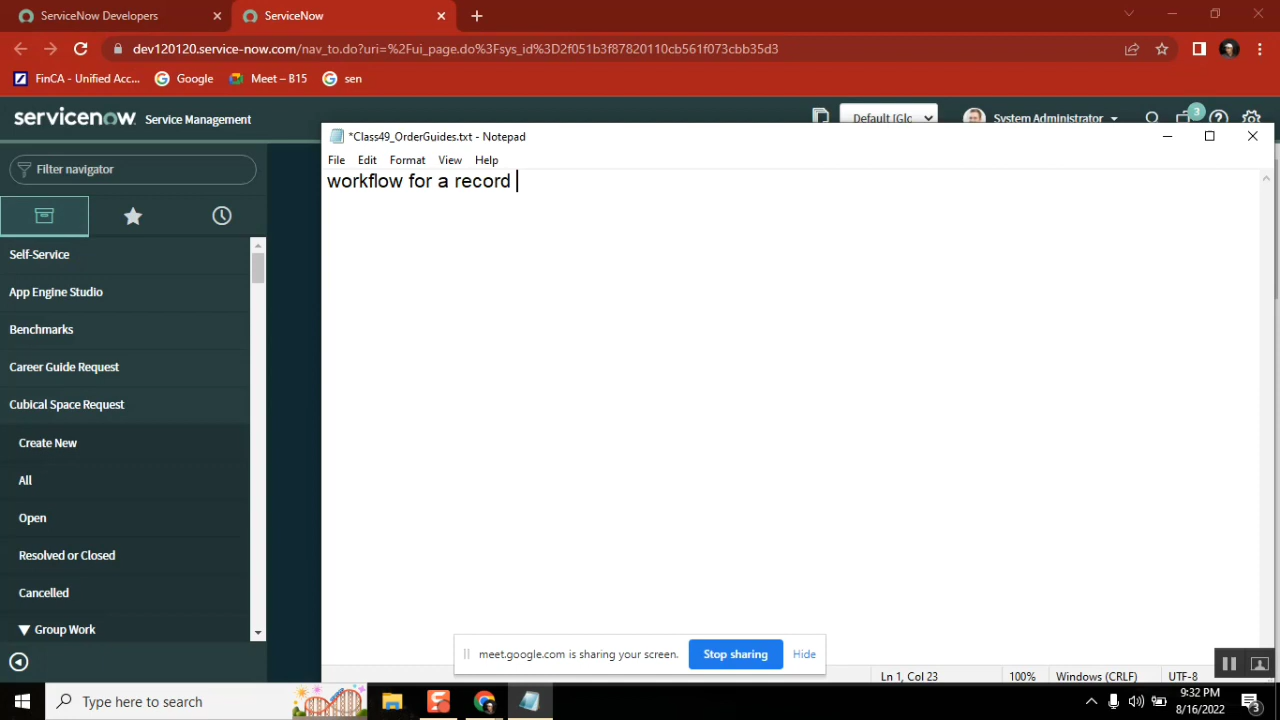 ServiceNow Developers
ServiceNow
dev120120.service-now.com/nav_to.do?uri=%2Fui_page.do%3Fsys_id%3D2f051b3f87820110cb561f073cbb35d3
FinCA - Unified Acc...
Google
Meet – B15
sen
servicenow Service Management
Default [Glc
3
System Administrator
Filter navigator
*Class49_OrderGuides.txt - Notepad
File Edit Format View Help
workflow for a record
Self-Service
App Engine Studio
Benchmarks
Career Guide Request
Cubical Space Request
Create New
All
Open
Resolved or Closed
Cancelled
Group Work
meet.google.com is sharing your screen.
Stop sharing
Hide
Ln 1, Col 23
100%
Windows (CRLF)
UTF-8
Type here to search
9:32 PM
8/16/2022
3